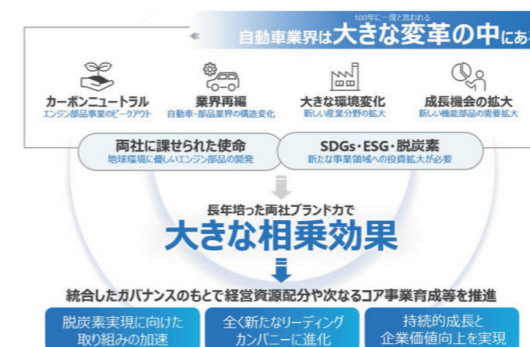 100年に一度と言われる
自動車業界は大きな変革の中にあ
カーボンニュートラル
エンジン部品事業のピークアウト
業界再編
自動車・部品業界の構造変化
大きな環境変化
新しい産業分野の拡大
成長機会の拡大
新しい機能部品の需要拡大
両社に課せられた使命
地球環境に優しいエンジン部品の開発
SDGs・ESG・脱炭素
新たな事業領域への投資拡大が必要
長年培った両社ブランド力で
大きな相乗効果
統合したガバナンスのもとで経営資源配分や次なるコア事業育成等を推進
脱炭素実現に向けた
取り組みの加速
全く新たなリーディング
カンパニーに進化
持続的成長と
企業価値向上を実現